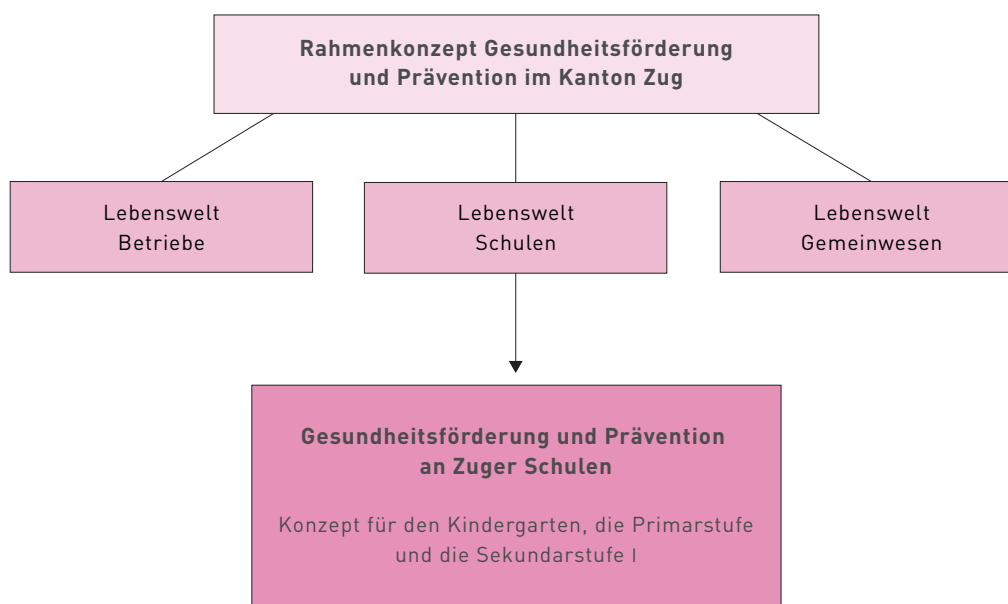 Rahmenkonzept Gesundheitsförderung
und Prävention im Kanton Zug
Lebenswelt
Betriebe
Lebenswelt
Schulen
Lebenswelt
Gemeinwesen
Gesundheitsförderung und Prävention
an Zuger Schulen
Konzept für den Kindergarten, die Primarstufe
und die Sekundarstufe I